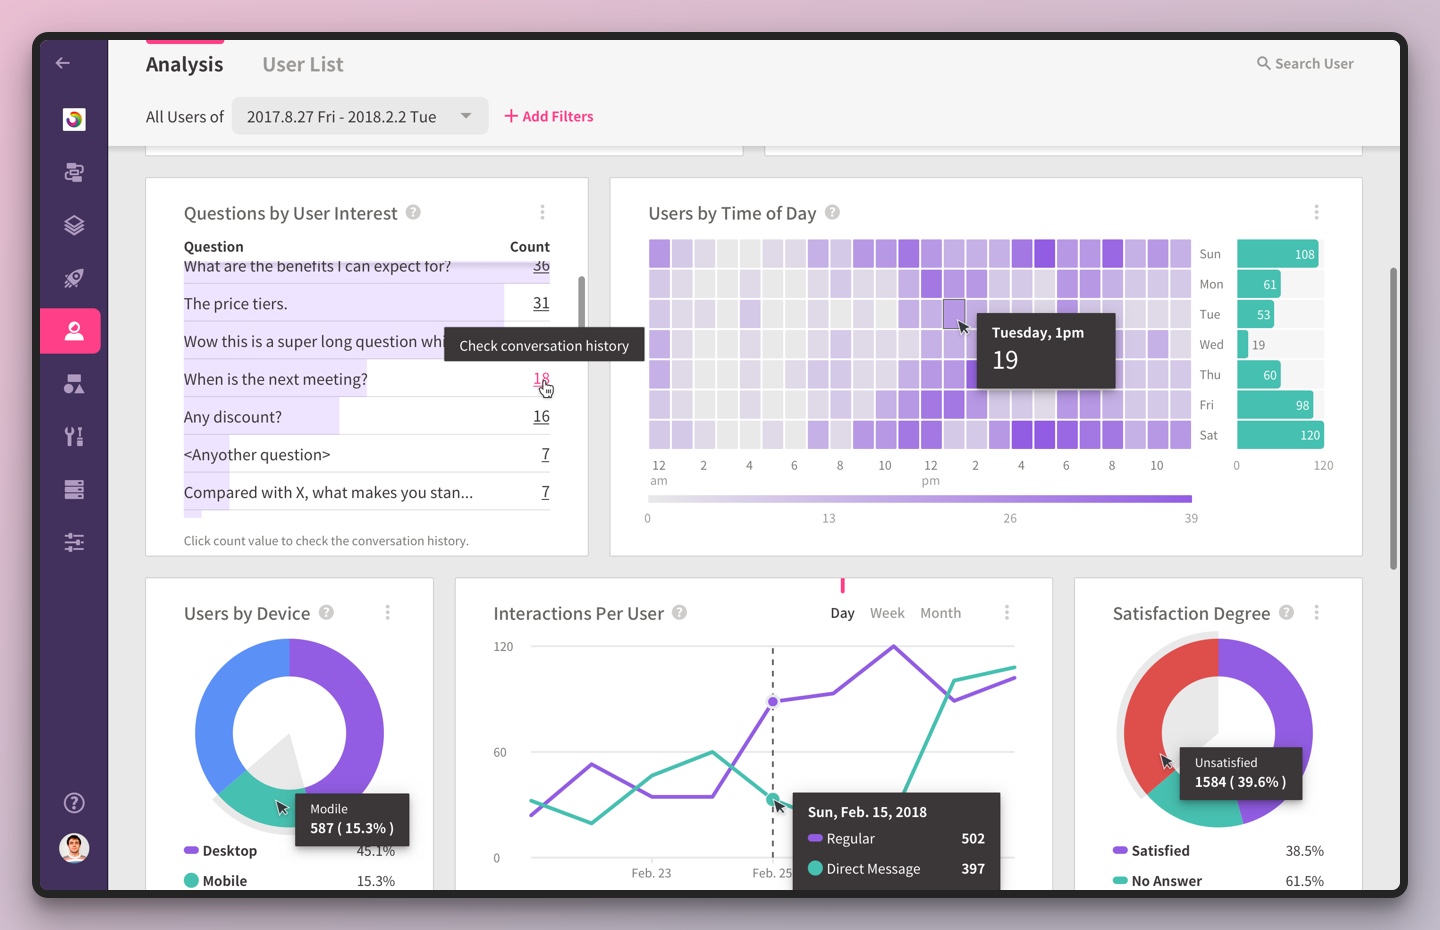 Analysis
User List
Search User
All Users of
2017.8.27 Fri - 2018.2.2 Tue
Add Filters
Questions by User Interest
?
Question
Count
What are the benefits I can expect for?
36
The price tiers.
31
Wow this is a super long question whi
Check conversation history
When is the next meeting?
18
Any discount?
16
<Anyother question>
7
Compared with X, what makes you stan...
7
Click count value to check the conversation history.
Users by Time of Day
?
Sun
108
Mon
61
Tue
53
Wed
19
Thu
60
Fri
98
Sat
120
Tuesday, 1pm
19
12 am 2 4 6 8 10 12 pm 2 4 6 8 10
0 120
0 13 26 39
Users by Device
?
Modile
587 ( 15.3% )
Desktop
45.1%
Mobile
15.3%
Interactions Per User
?
Day
Week
Month
120
60
0
Feb. 23
Feb. 25
Sun, Feb. 15, 2018
Regular
502
Direct Message
397
Satisfaction Degree
?
Unsatisfied
1584 ( 39.6% )
Satisfied
38.5%
No Answer
61.5%
?